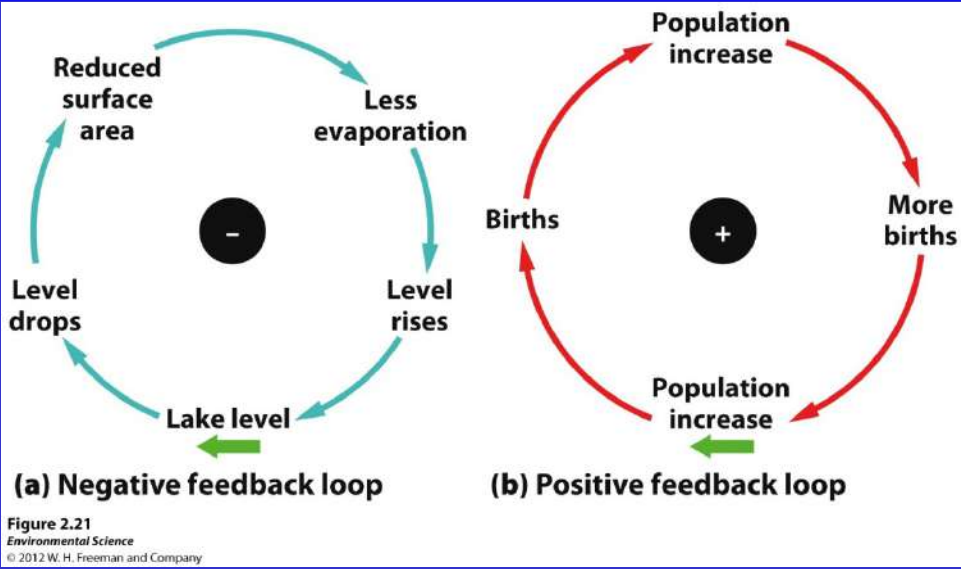 Reduced
surface
area
Less
evaporation
Level
rises
Lake level
Level
drops
−
(a) Negative feedback loop
Population
increase
More
births
Population
increase
Births
+
(b) Positive feedback loop
Figure 2.21
Environmental Science
© 2012 W. H. Freeman and Company